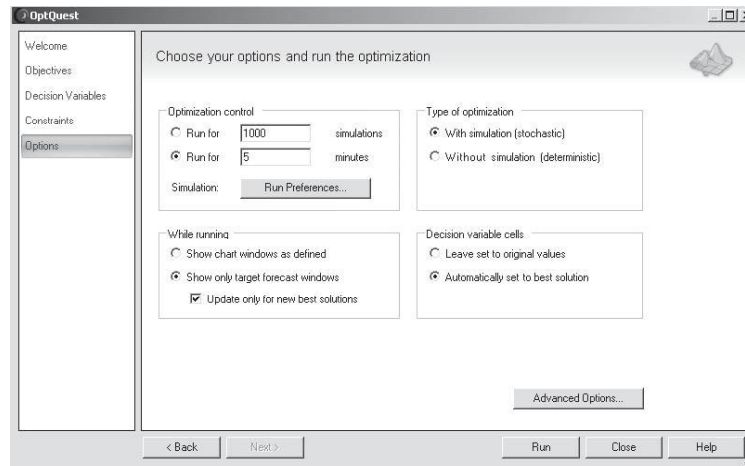 OptQuest
Welcome
Objectives
Decision Variables
Constraints
Options
Choose your options and run the optimization
Optimization control
Run for 1000 simulations
Run for 5 minutes
Simulation: Run Preferences...
Type of optimization
With simulation (stochastic)
Without simulation (deterministic)
While running
Show chart windows as defined
Show only target forecast windows
Update only for new best solutions
Decision variable cells
Leave set to original values
Automatically set to best solution
Advanced Options...
< Back Next > Run Close Help